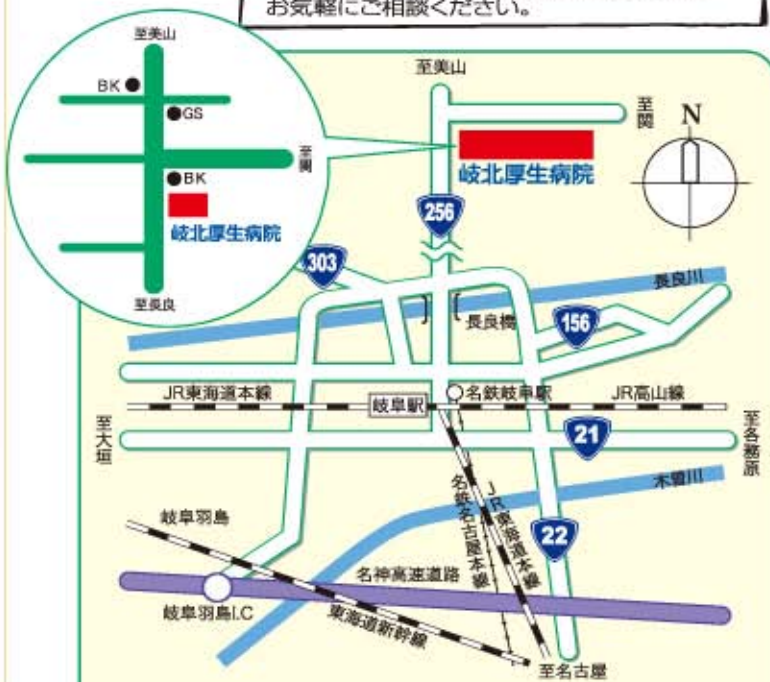 お気軽にご相談ください。
至美山
BK
GS
至関
BK
岐北厚生病院
至長良
至美山
至関
N
岐北厚生病院
256
303
長良川
長良橋
156
JR東海道本線
岐阜駅
名鉄岐阜駅
JR高山線
至大垣
21
至各務原
木曽川
岐阜羽島
名鉄名古屋本線
JR東海道本線
22
名神高速道路
岐阜羽島I.C
東海道新幹線
至名古屋